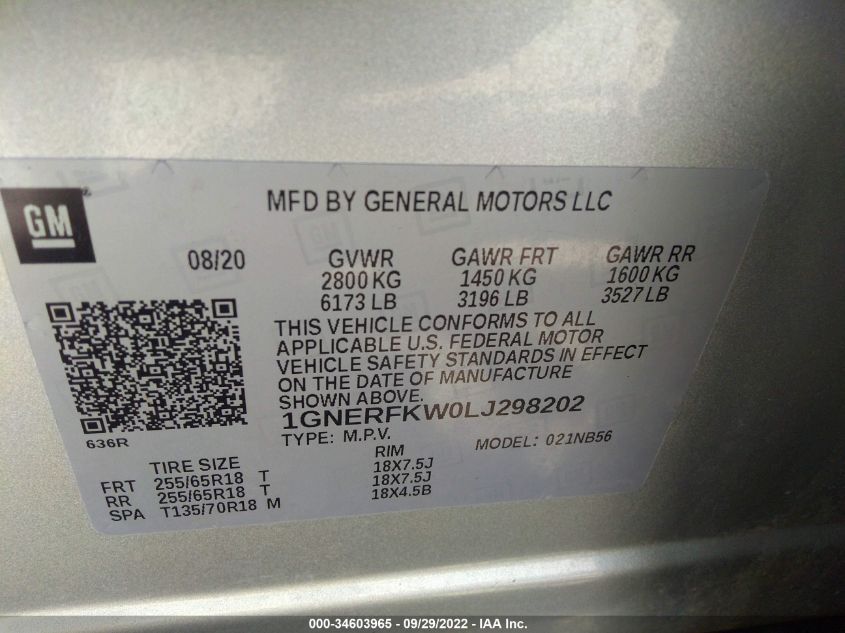 GM
MFD BY GENERAL MOTORS LLC
08/20 GVWR GAWR FRT GAWR RR
2800 KG 1450 KG 1600 KG
6173 LB 3196 LB 3527 LB
THIS VEHICLE CONFORMS TO ALL
APPLICABLE U.S. FEDERAL MOTOR
VEHICLE SAFETY STANDARDS IN EFFECT
ON THE DATE OF MANUFACTURE
SHOWN ABOVE.
1GNERFKW0LJ298202
636R TYPE: M.P.V. MODEL: 021NB56
TIRE SIZE RIM
FRT 255/65R18 T 18X7.5J
RR 255/65R18 T 18X7.5J
SPA T135/70R18 M 18X4.5B
000-34603965 - 09/29/2022 - IAA Inc.